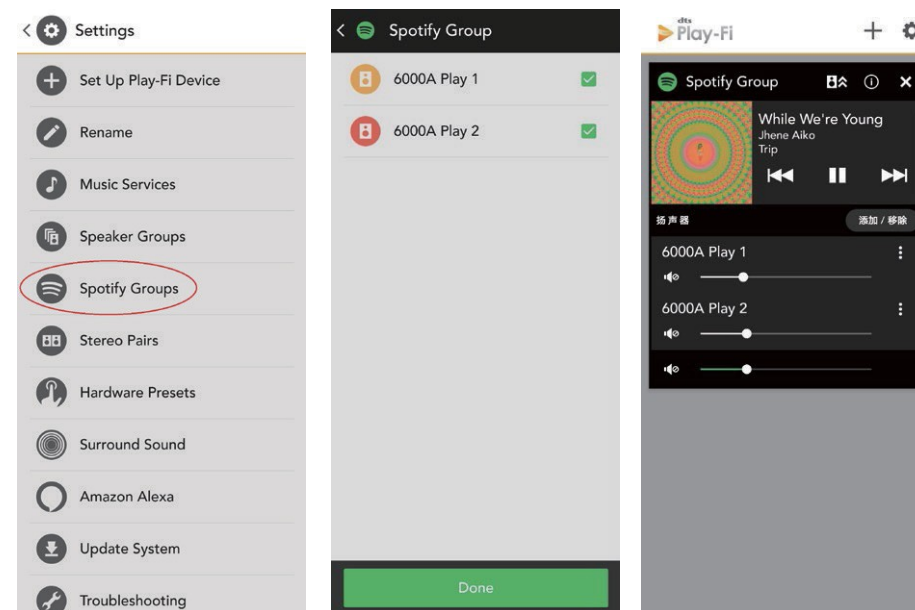 Settings
Set Up Play-Fi Device
Rename
Music Services
Speaker Groups
Spotify Groups
Stereo Pairs
Hardware Presets
Surround Sound
Amazon Alexa
Update System
Troubleshooting
Spotify Group
6000A Play 1
6000A Play 2
Done
dts
Play-Fi
Spotify Group
While We're Young
Jhene Aiko
Trip
扬声器 添加 / 移除
6000A Play 1
6000A Play 2